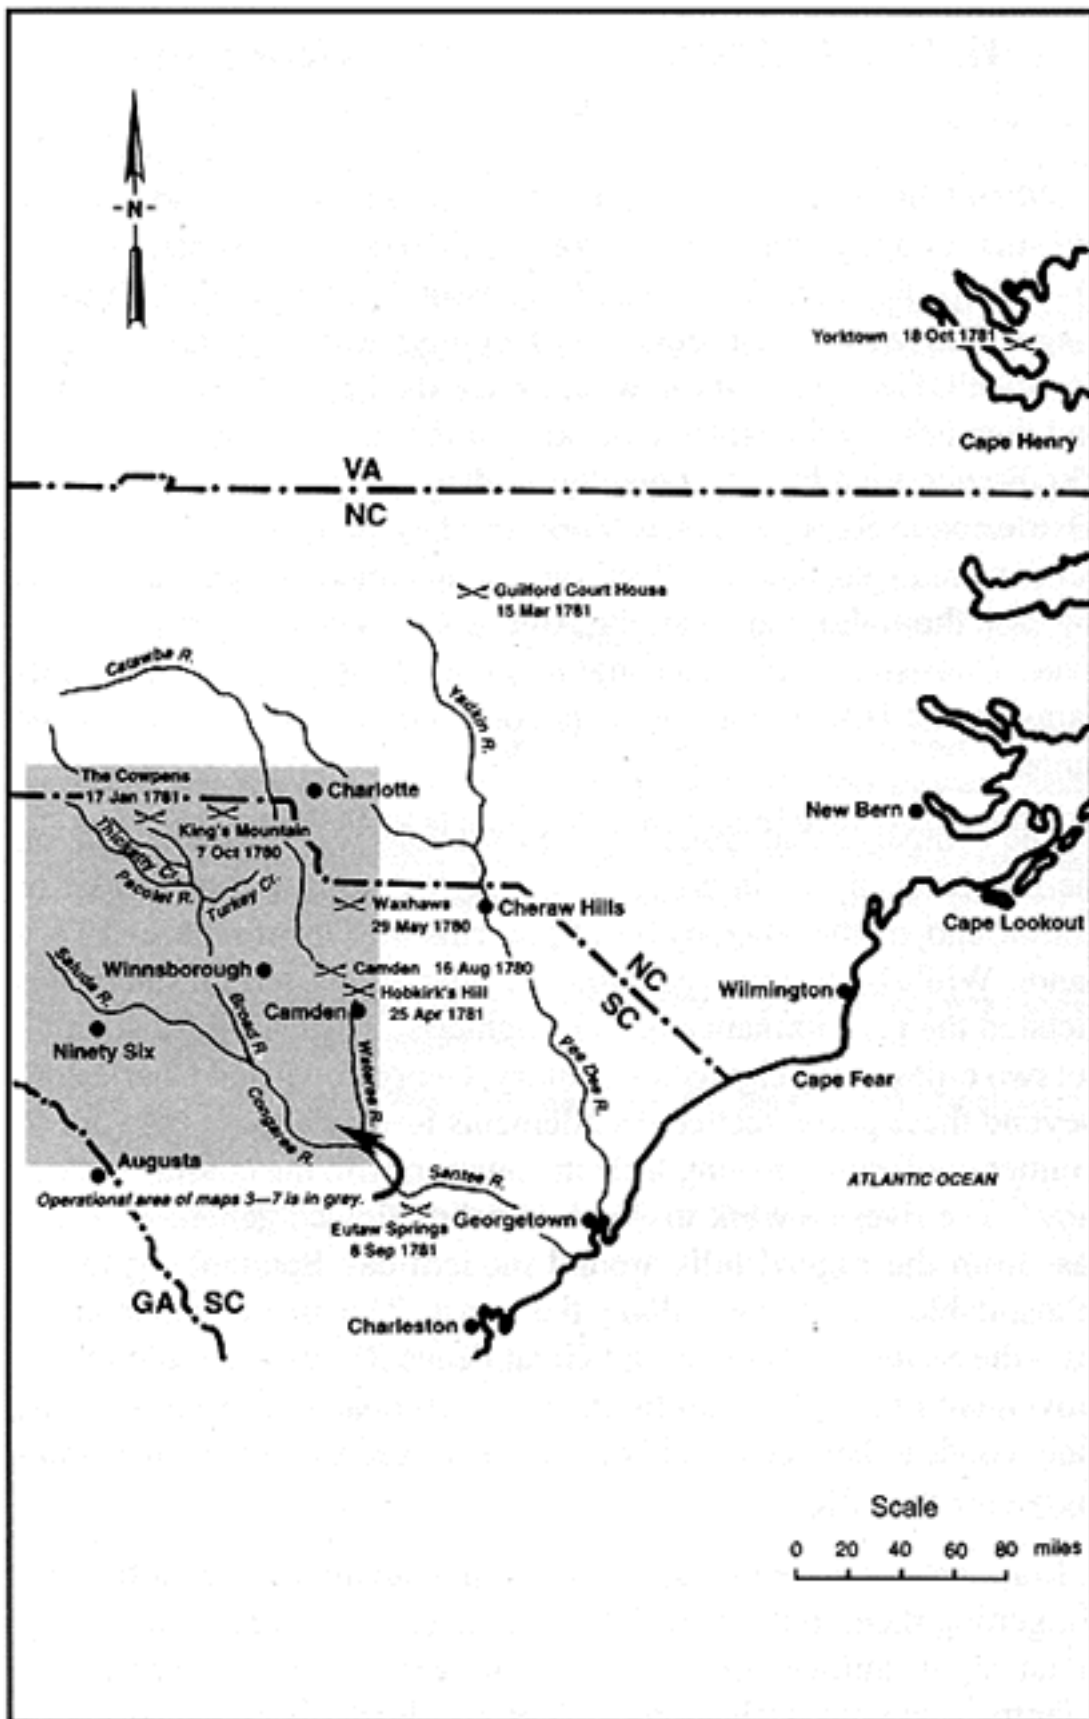 -N-
Yorktown 18 Oct 1781
Cape Henry
VA
NC
Guilford Court House
15 Mar 1781
Catawba R.
Yadkin R.
The Cowpens
17 Jan 1781
Charlotte
King's Mountain
7 Oct 1780
New Bern
Thicketty Cr.
Pacolet R.
Turkey Cr.
Waxhaws
29 May 1780
Cheraw Hills
Cape Lookout
Winnsborough
Camden 16 Aug 1780
Hobkirk's Hill
25 Apr 1781
NC
SC
Saluda R.
Camden
Wilmington
Ninety Six
Broad R.
Wateree R.
Pee Dee R.
Cape Fear
Congaree R.
Augusta
Operational area of maps 3—7 is in grey.
Santee R.
ATLANTIC OCEAN
Eutaw Springs
8 Sep 1781
Georgetown
GA SC
Charleston
Scale
0 20 40 60 80 miles